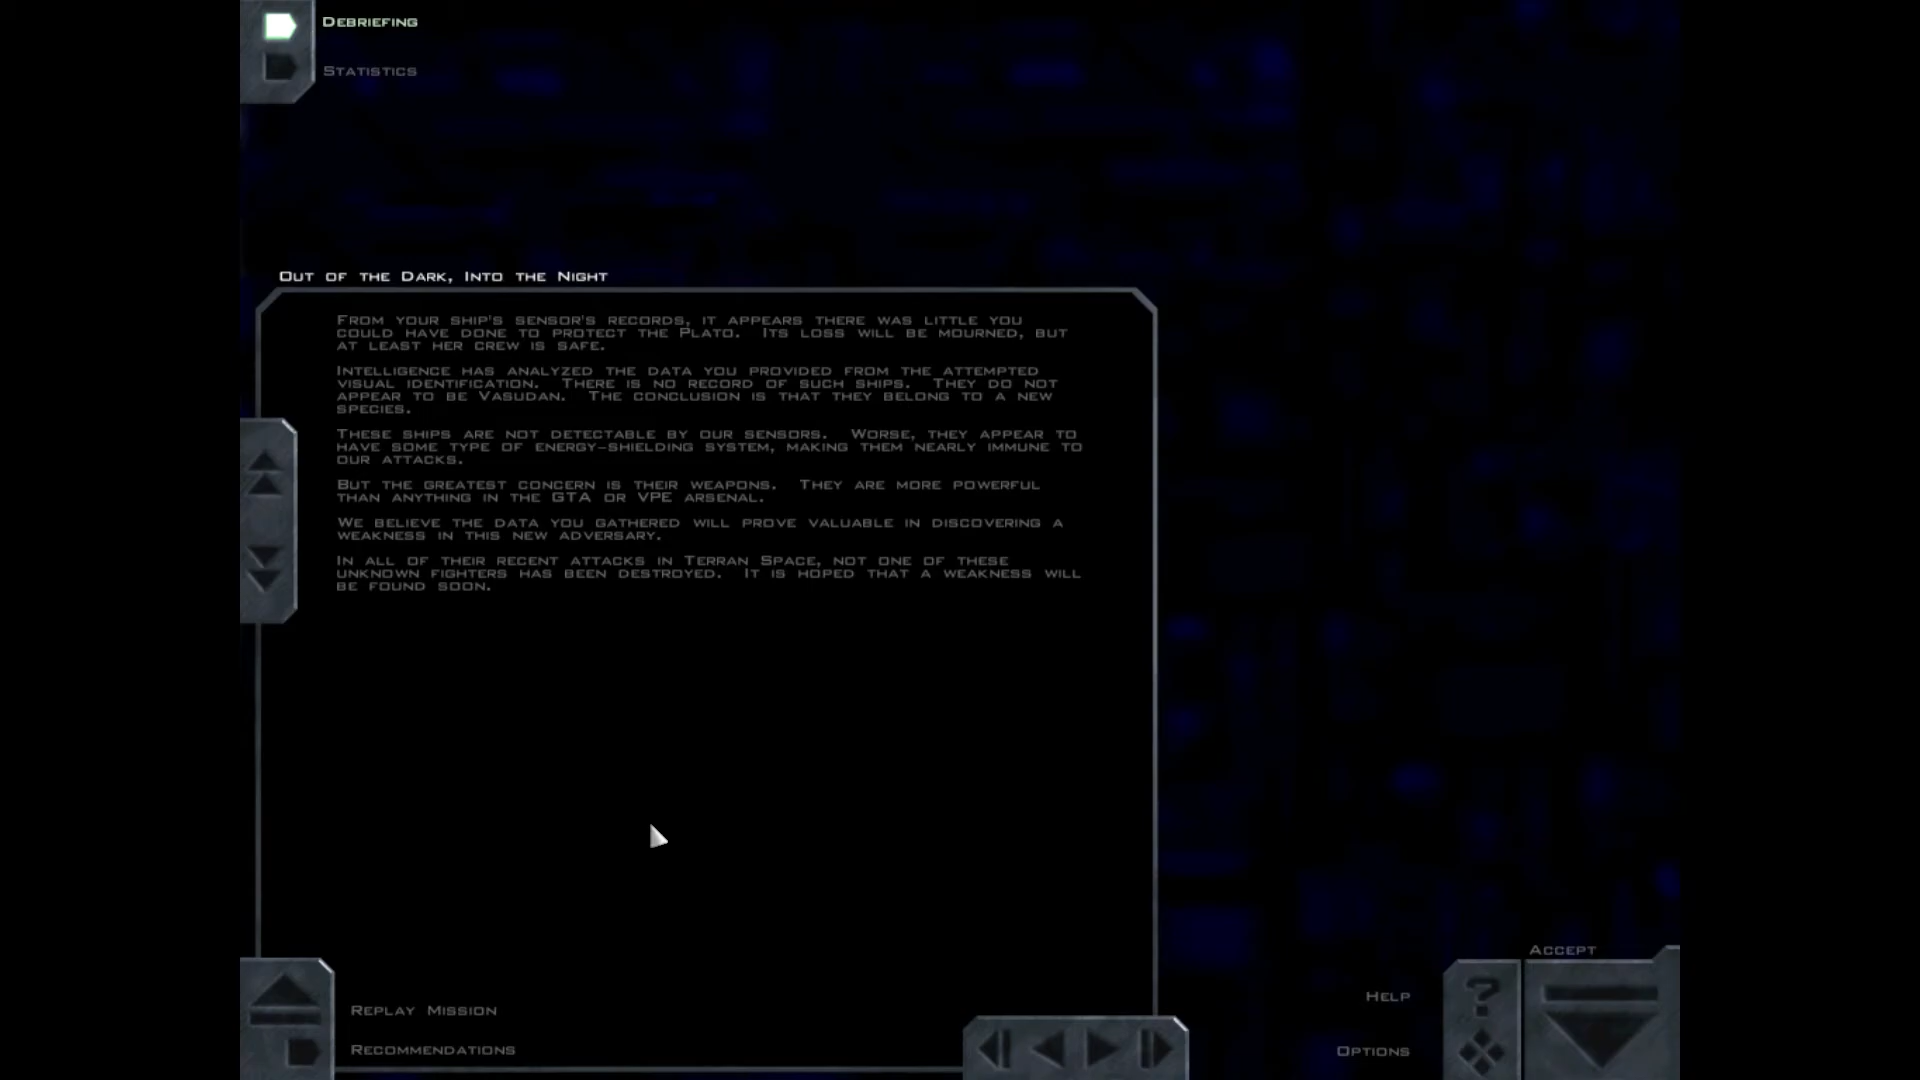 Debriefing
Statistics
Out of the Dark, Into the Night
From your ship's sensor's records, it appears there was little you
could have done to protect the Plato. Its loss will be mourned, but
at least her crew is safe.
Intelligence has analyzed the data you provided from the attempted
visual identification. There is no record of such ships. They do not
appear to be Vasudan. The conclusion is that they belong to a new
species.
These ships are not detectable by our sensors. Worse, they appear to
have some type of energy-shielding system, making them nearly immune to
our attacks.
But the greatest concern is their weapons. They are more powerful
than anything in the GTA or VPE arsenal.
We believe the data you gathered will prove valuable in discovering a
weakness in this new adversary.
In all of their recent attacks in Terran Space, not one of these
unknown fighters has been destroyed. It is hoped that a weakness will
be found soon.
Accept
Help
?
Replay Mission
Recommendations
Options